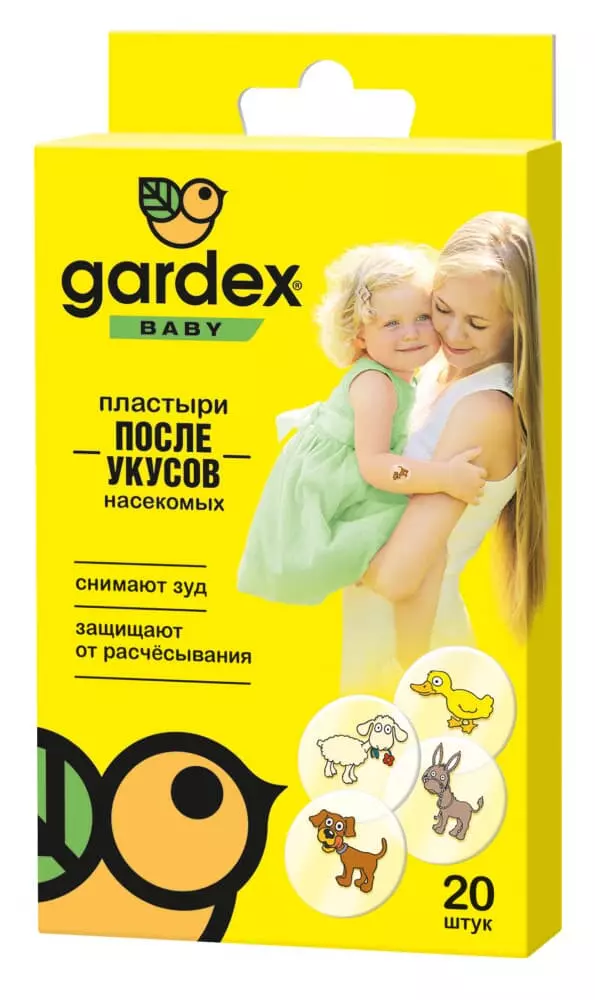 gardex®
BABY
пластыри
ПОСЛЕ
УКУСОВ
насекомых
снимают зуд
защищают
от расчёсывания
20
штук